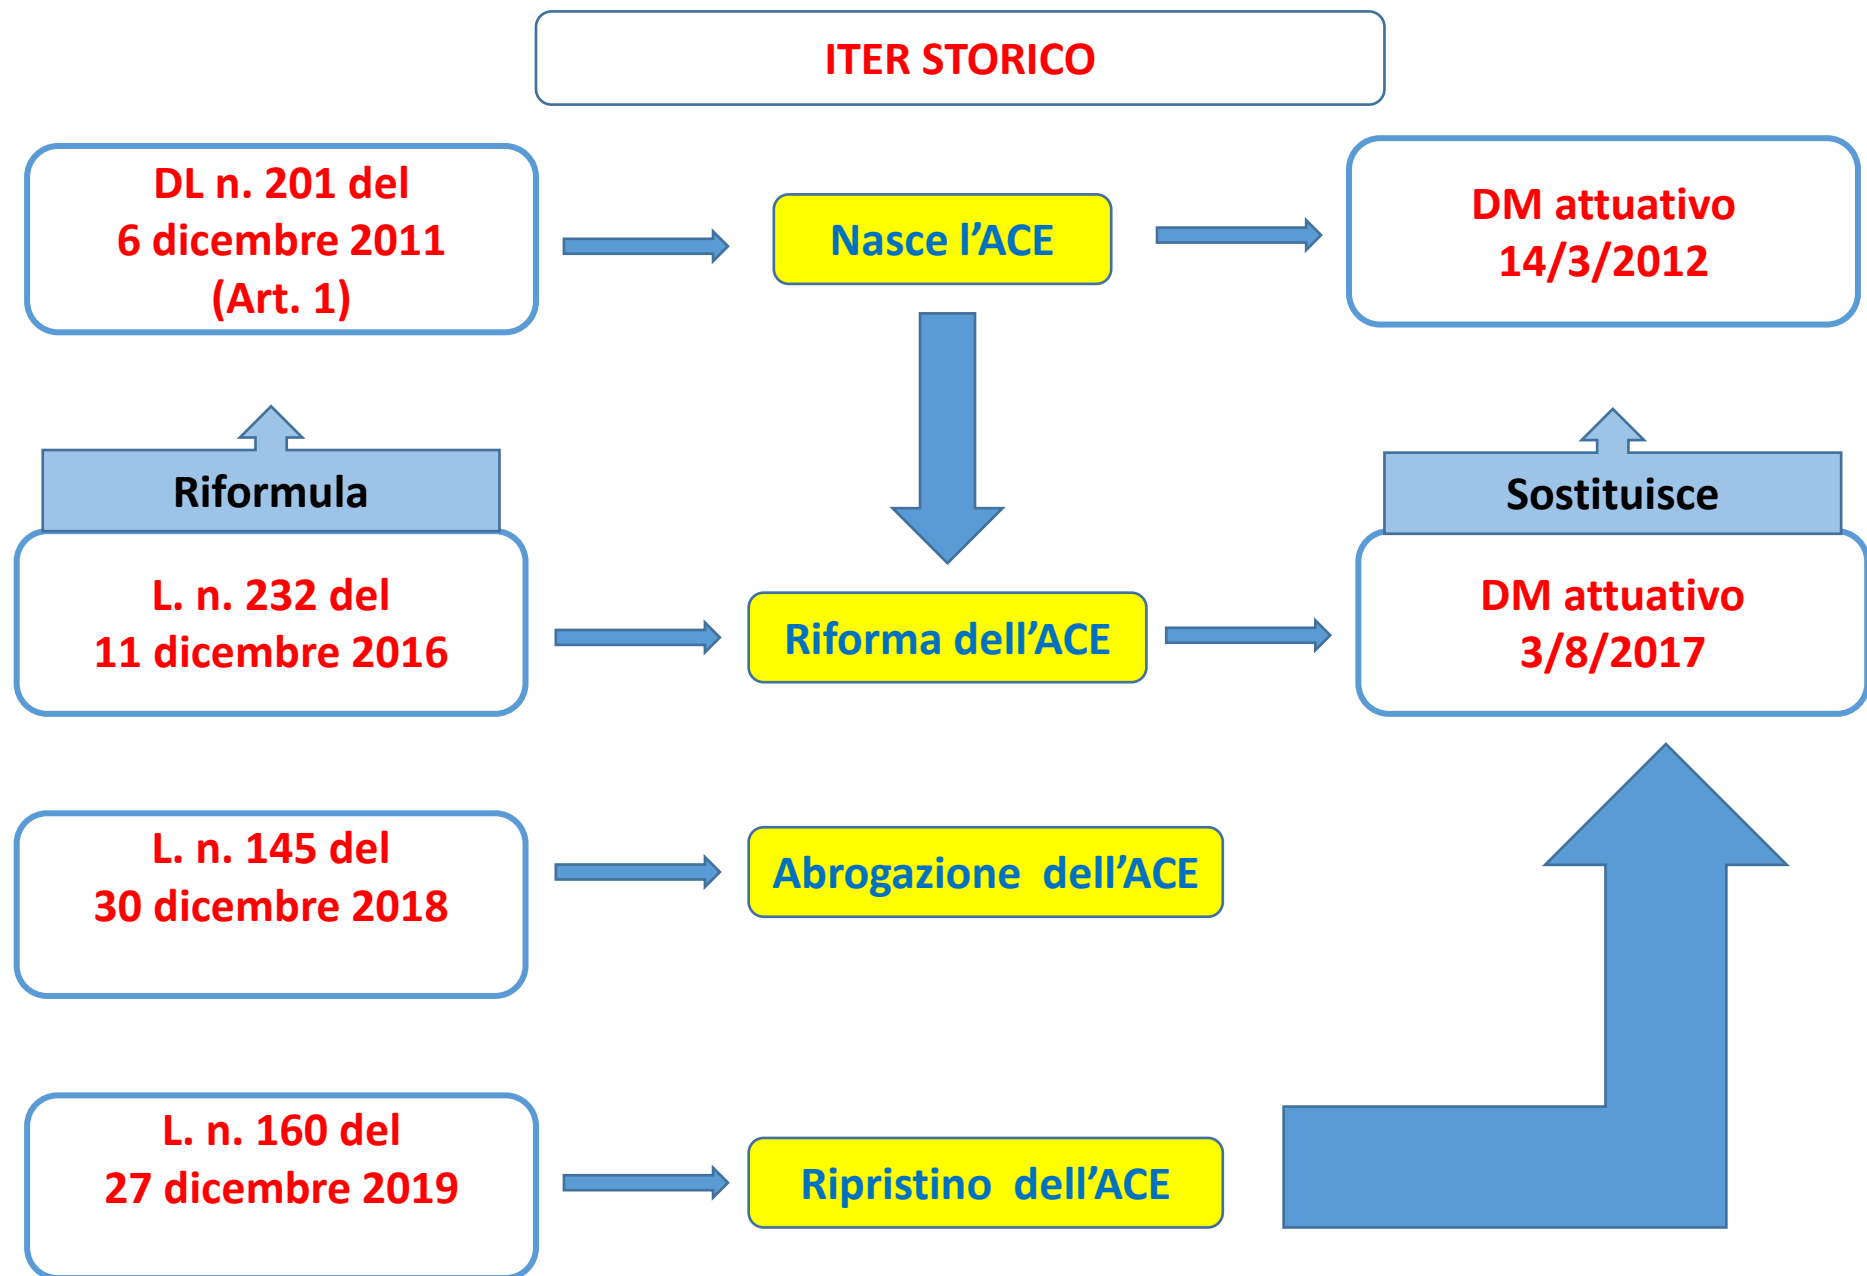 ITER STORICO
DL n. 201 del
6 dicembre 2011
(Art. 1)
Nasce l’ACE
DM attuativo
14/3/2012
Riformula
Sostituisce
L. n. 232 del
11 dicembre 2016
Riforma dell’ACE
DM attuativo
3/8/2017
L. n. 145 del
30 dicembre 2018
Abrogazione  dell’ACE
L. n. 160 del
27 dicembre 2019
Ripristino  dell’ACE